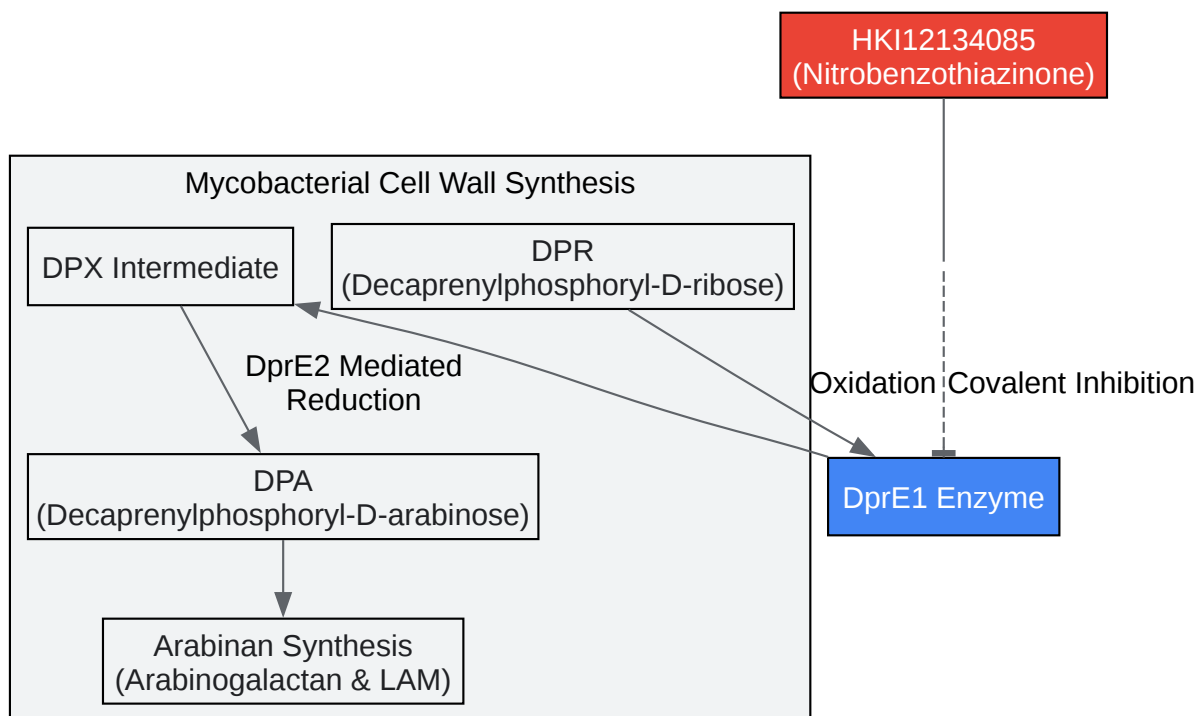 HKI12134085
(Nitrobenzothiazinone)
Mycobacterial Cell Wall Synthesis
DPX Intermediate
DPR
(Decaprenylphosphoryl-D-ribose)
DprE2 Mediated
Reduction
Oxidation
Covalent Inhibition
DPA
(Decaprenylphosphoryl-D-arabinose)
DprE1 Enzyme
Arabinan Synthesis
(Arabinogalactan & LAM)